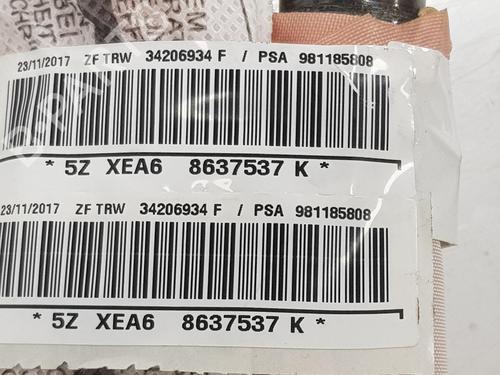 23/11/2017 ZF TRW 34206934 F / PSA 981185808
* 5Z XEA6 8637537 K *
23/11/2017 ZF TRW 34206934 F / PSA 981185808
* 5Z XEA6 8637537 K *